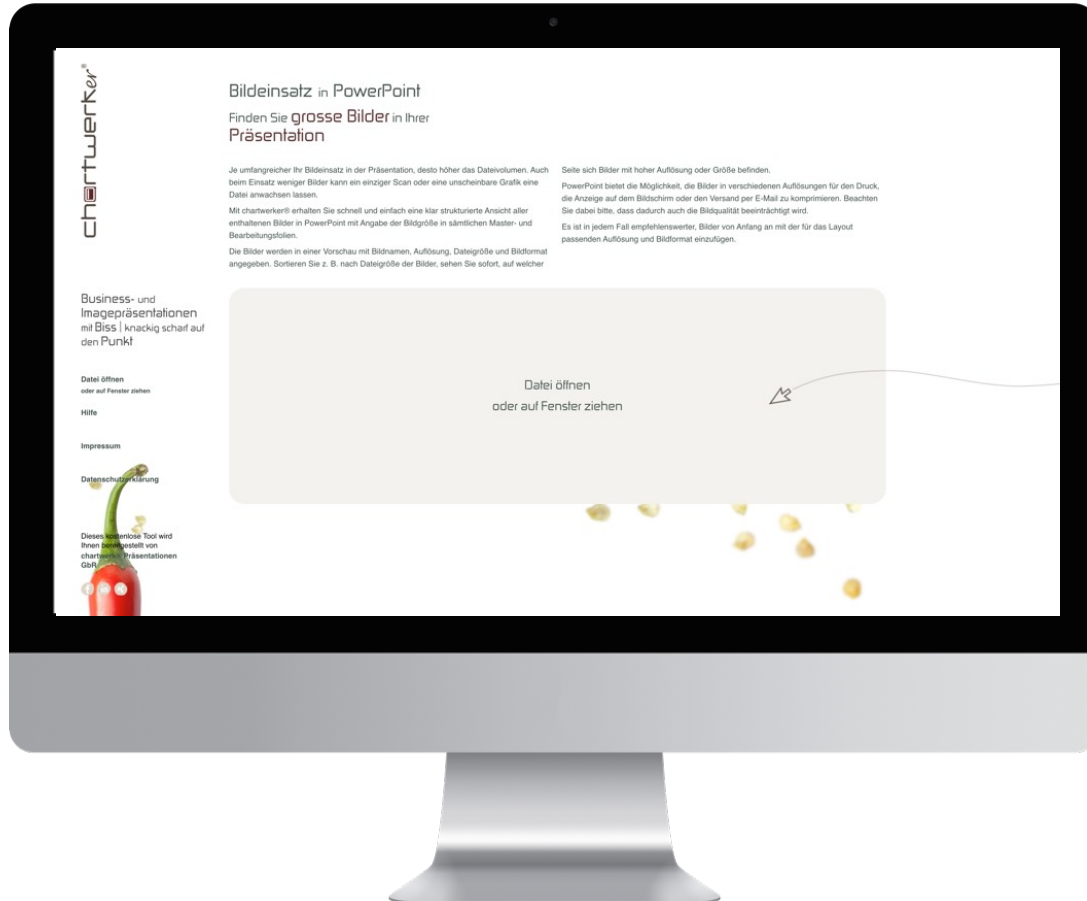 chartwerker®
Bildeinsatz in PowerPoint
Finden Sie grosse Bilder in Ihrer
Präsentation
Je umfangreicher Ihr Bildeinsatz in der Präsentation, desto höher das Dateivolumen. Auch
beim Einsatz weniger Bilder kann ein einziger Scan oder eine unscheinbare Grafik eine
Datei anwachsen lassen.
Mit chartwerker® erhalten Sie schnell und einfach eine klar strukturierte Ansicht aller
enthaltenen Bilder in PowerPoint mit Angabe der Bildgröße in sämtlichen Master- und
Bearbeitungsfolien.
Die Bilder werden in einer Vorschau mit Bildnamen, Auflösung, Dateigröße und Bildformat
angegeben. Sortieren Sie z. B. nach Dateigröße der Bilder, sehen Sie sofort, auf welcher
Seite sich Bilder mit hoher Auflösung oder Größe befinden.
PowerPoint bietet die Möglichkeit, die Bilder in verschiedenen Auflösungen für den Druck,
die Anzeige auf dem Bildschirm oder den Versand per E-Mail zu komprimieren. Beachten
Sie dabei bitte, dass dadurch auch die Bildqualität beeinträchtigt wird.
Es ist in jedem Fall empfehlenswerter, Bilder von Anfang an mit der für das Layout
passenden Auflösung und Bildformat einzufügen.
Business- und
Imagepräsentationen
mit Biss | knackig scharf auf
den Punkt
Datei öffnen
oder auf Fenster ziehen
Hilfe
Impressum
Datenschutzerklärung
Dieses kostenlose Tool wird
Ihnen bereitgestellt von
chartwerker Präsentationen
GbR
Datei öffnen
oder auf Fenster ziehen